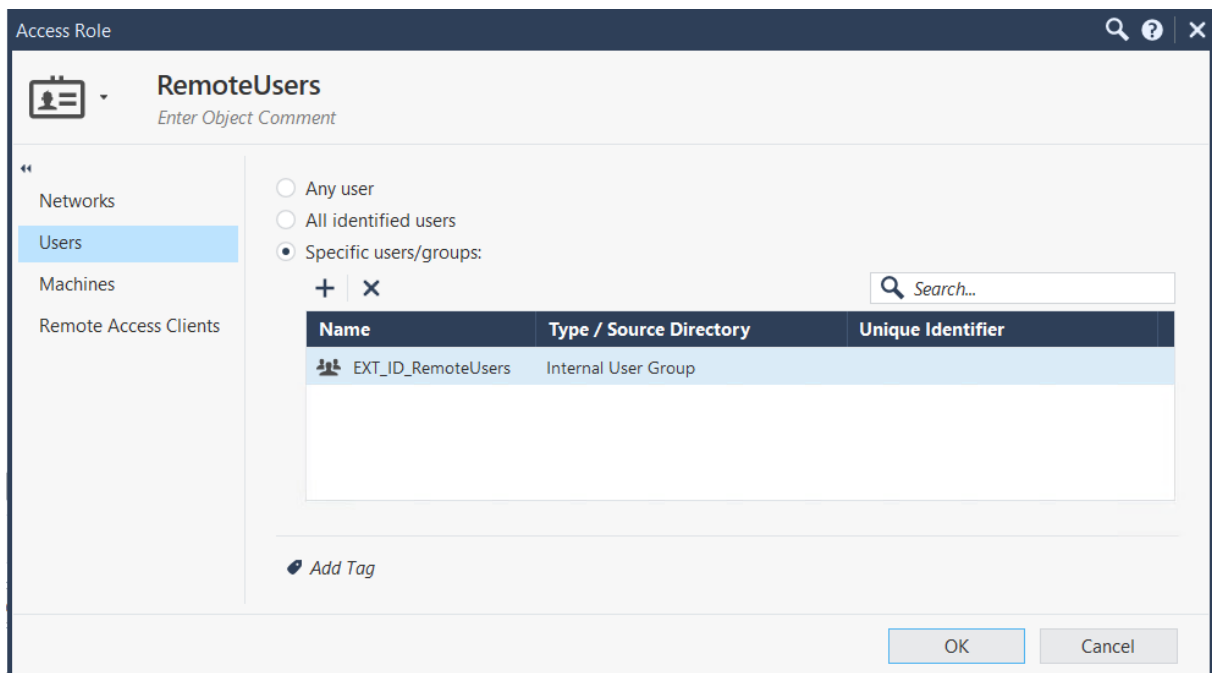 Access Role
RemoteUsers
Enter Object Comment
Networks
Users
Machines
Remote Access Clients
Any user
All identified users
Specific users/groups:
Search...
Name Type / Source Directory Unique Identifier
EXT_ID_RemoteUsers Internal User Group
Add Tag
OK Cancel